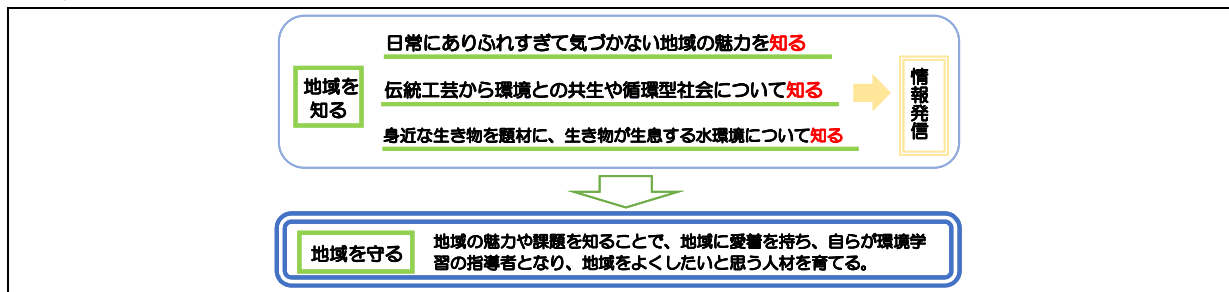 日常にありふれすぎて気づかない地域の魅力を知る
地域を
知る
伝統工芸から環境との共生や循環型社会について知る
身近な生き物を題材に、生き物が生息する水環境について知る
情報発信
地域を守る
地域の魅力や課題を知ることで、地域に愛着を持ち、自らが環境学
習の指導者となり、地域をよくしたいと思う人材を育てる。